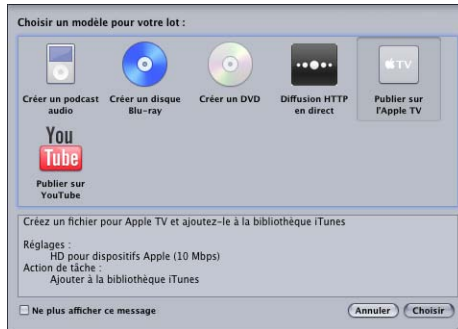 Choisir un modèle pour votre lot :
tv
Créer un podcast
audio
Créer un disque
Blu-ray
Créer un DVD
Diffusion HTTP
en direct
Publier sur
l'Apple TV
You
Tube
Publier sur
YouTube
Créez un fichier pour Apple TV et ajoutez-le à la bibliothèque iTunes
Réglages :
HD pour dispositifs Apple (10 Mbps)
Action de tâche :
Ajouter à la bibliothèque iTunes
Ne plus afficher ce message
Annuler
Choisir